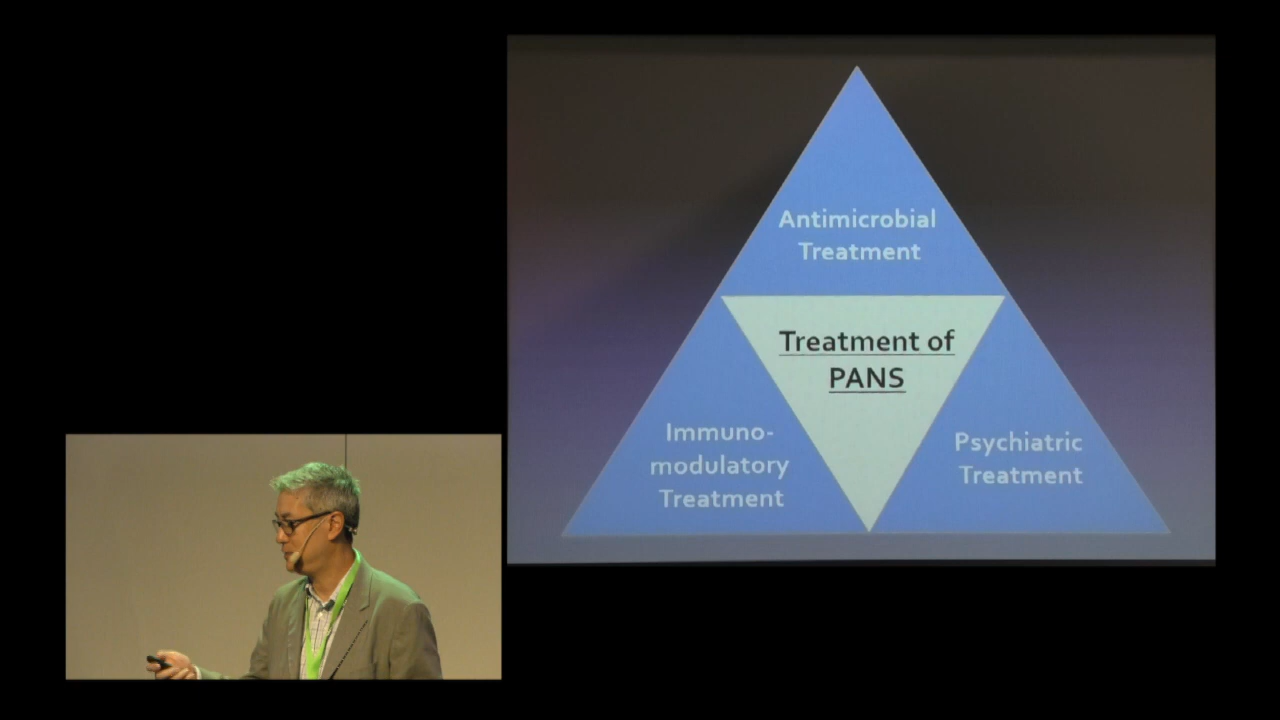 Antimicrobial
Treatment
Treatment of
PANS
Immuno-
modulatory
Treatment
Psychiatric
Treatment